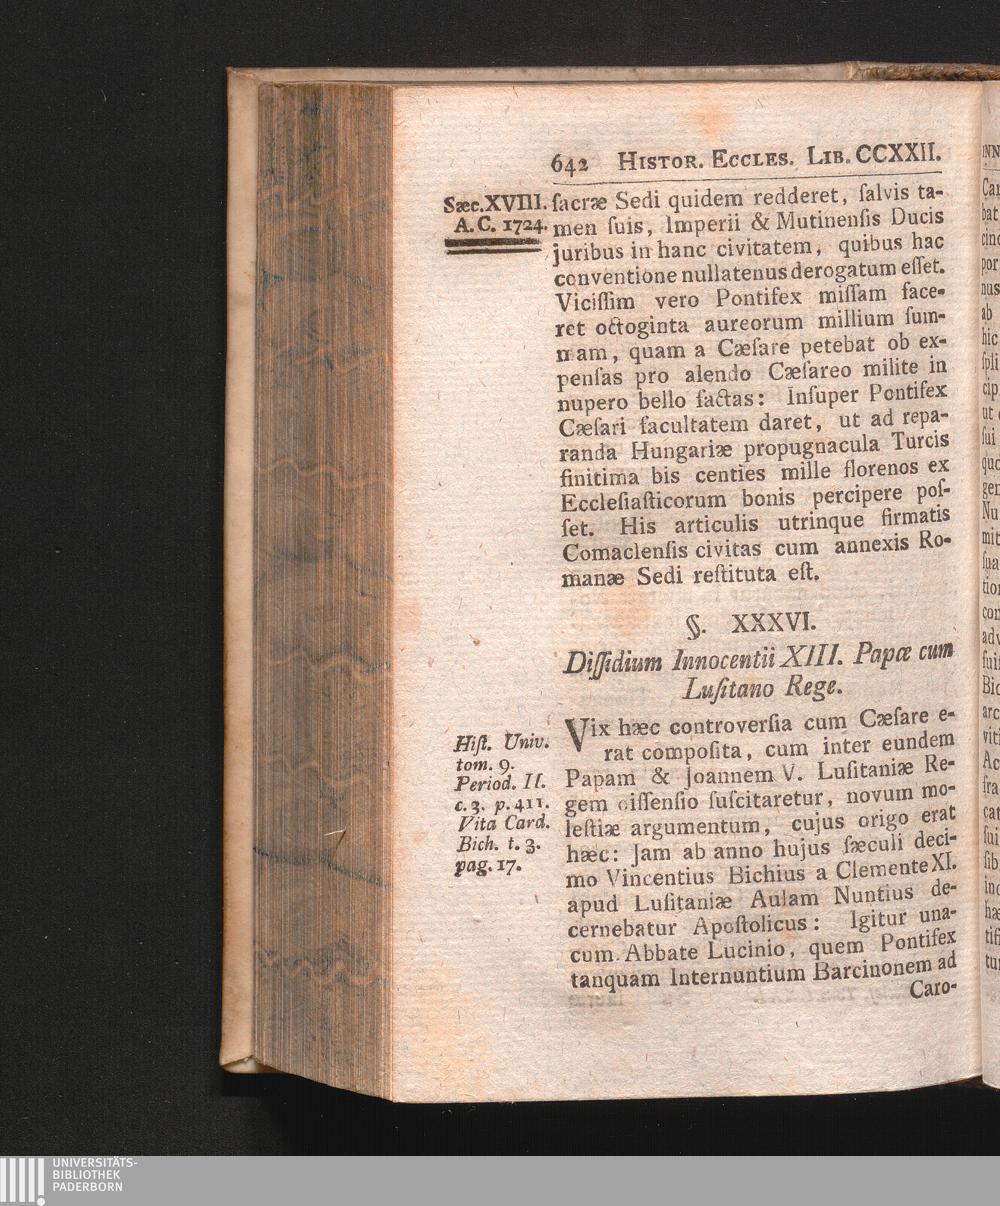 642 HISTOR. ECCLES. LIB. CCXXII.
Sæc. XVIII.
A. C. 1724.
ſacræ Sedi quidem redderet, ſalvis ta-
men ſuis, Imperii & Mutinenſis Ducis
juribus in hanc civitatem, quibus hac
conventione nullatenus derogatum eſſet.
Viciſſim vero Pontifex miſſam face-
ret octoginta aureorum millium ſum-
mam, quam a Cæſare petebat ob ex-
penſas pro alendo Cæſareo milite in
nupero bello factas: Inſuper Pontifex
Cæſari facultatem daret, ut ad repa-
randa Hungariæ propugnacula Turcis
finitima bis centies mille florenos ex
Eccleſiaſticorum bonis percipere poſ-
ſet. His articulis utrinque firmatis
Comaclenſis civitas cum annexis Ro-
manæ Sedi reſtituta eſt.
§. XXXVI.
Diſſidium Innocentii XIII. Papæ cum
Luſitano Rege.
Hiſt. Univ.
tom. 9.
Period. II.
c. 3. p. 411.
Vita Card.
Bich. t. 3.
pag. 17.
Vix hæc controverſia cum Cæſare e-
rat compoſita, cum inter eundem
Papam & Joannem V. Luſitaniæ Re-
gem diſſenſio ſuſcitaretur, novum mo-
leſtiæ argumentum, cujus origo erat
hæc: Jam ab anno hujus ſæculi deci-
mo Vincentius Bichius a Clemente XI.
apud Luſitaniæ Aulam Nuntius de-
cernebatur Apoſtolicus: Igitur una-
cum Abbate Lucinio, quem Pontifex
tanquam Internuntium Barcinonem ad
Caro-
UNIVERSITÄTS-
BIBLIOTHEK
PADERBORN